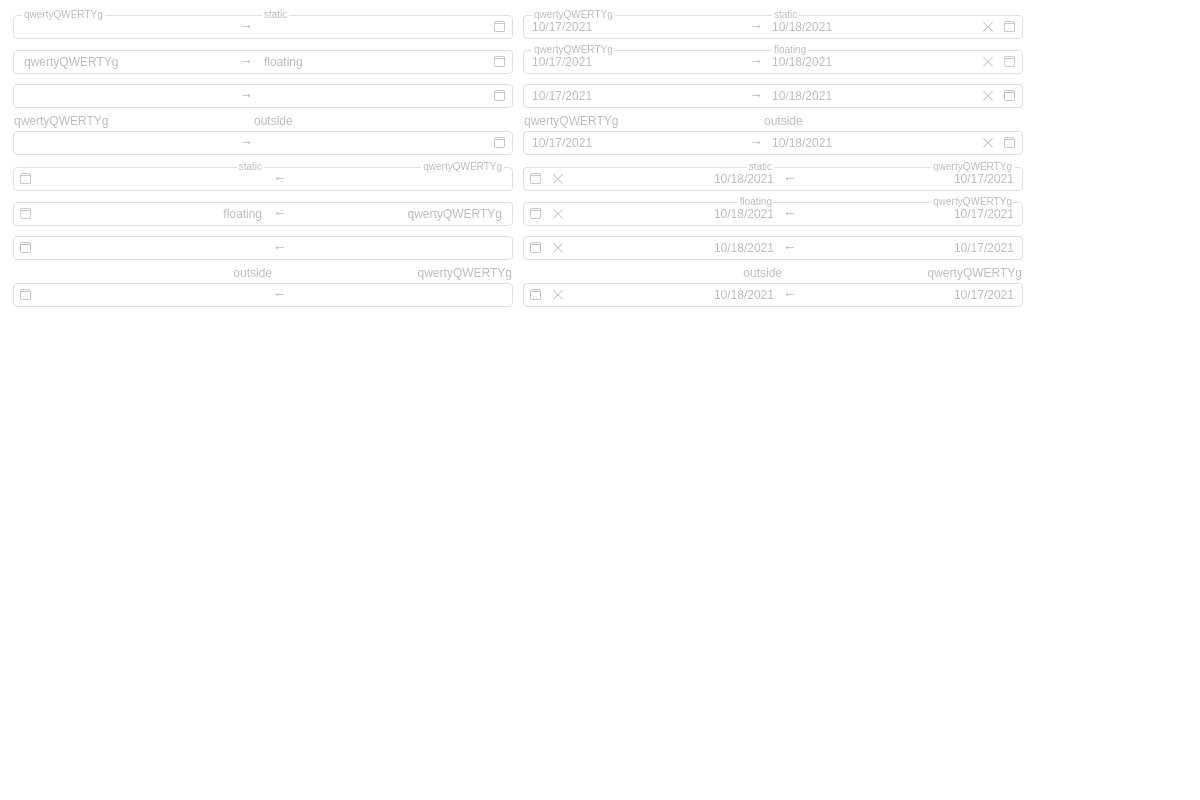 qwertyQWERTYg static qwertyQWERTYg static
→ 10/17/2021 → 10/18/2021
qwertyQWERTYg floating
qwertyQWERTYg → floating 10/17/2021 → 10/18/2021
→ 10/17/2021 → 10/18/2021
qwertyQWERTYg outside qwertyQWERTYg outside
→ 10/17/2021 → 10/18/2021
static qwertyQWERTYg static qwertyQWERTYg
← 10/18/2021 ← 10/17/2021
floating qwertyQWERTYg
floating ← qwertyQWERTYg 10/18/2021 ← 10/17/2021
← 10/18/2021 ← 10/17/2021
outside qwertyQWERTYg outside qwertyQWERTYg
← 10/18/2021 ← 10/17/2021